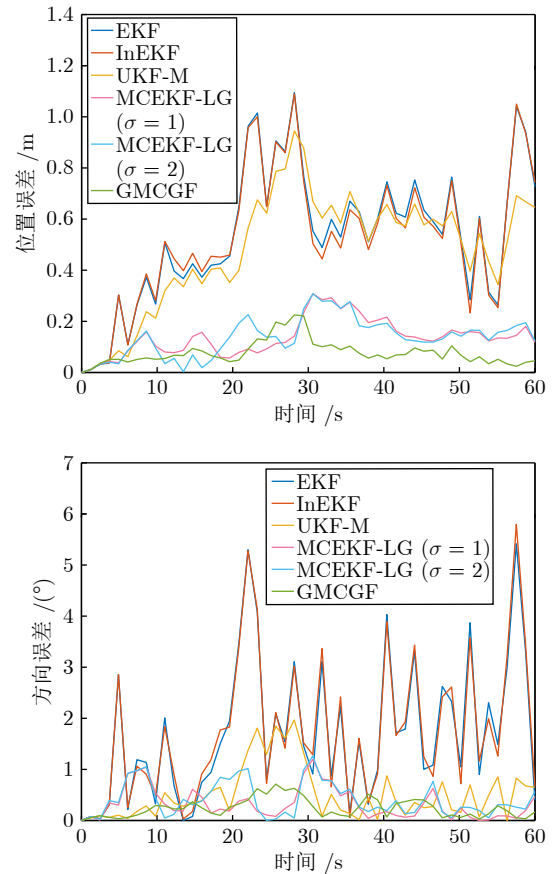 1.4
1.2
1.0
0.8
0.6
0.4
0.2
0
位置误差 /m
EKF
InEKF
UKF-M
MCEKF-LG
(σ = 1)
MCEKF-LG
(σ = 2)
GMCGF
0 10 20 30 40 50 60
时间 /s
7
6
5
4
3
2
1
0
方向误差 /(°)
EKF
InEKF
UKF-M
MCEKF-LG (σ = 1)
MCEKF-LG (σ = 2)
GMCGF
0 10 20 30 40 50 60
时间 /s